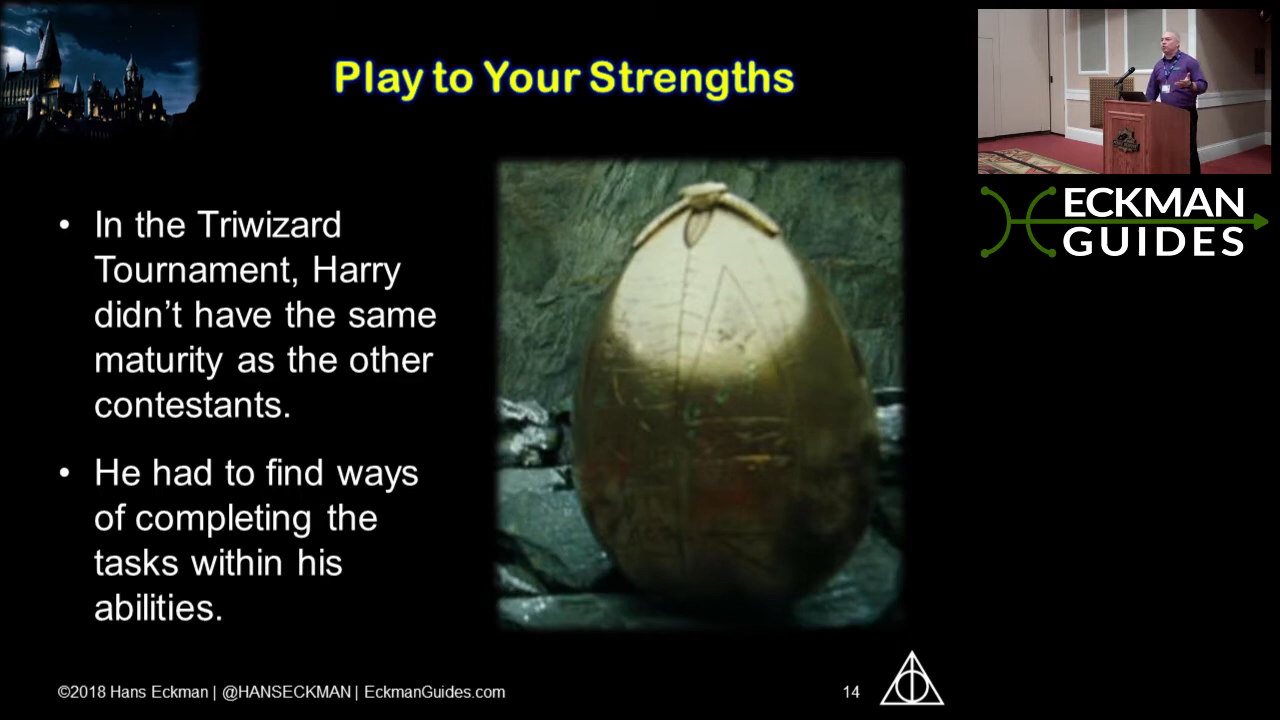 Play to Your Strengths
• In the Triwizard
Tournament, Harry
didn’t have the same
maturity as the other
contestants.
• He had to find ways
of completing the
tasks within his
abilities.
ECKMAN
GUIDES
©2018 Hans Eckman | @HANSECKMAN | EckmanGuides.com
14